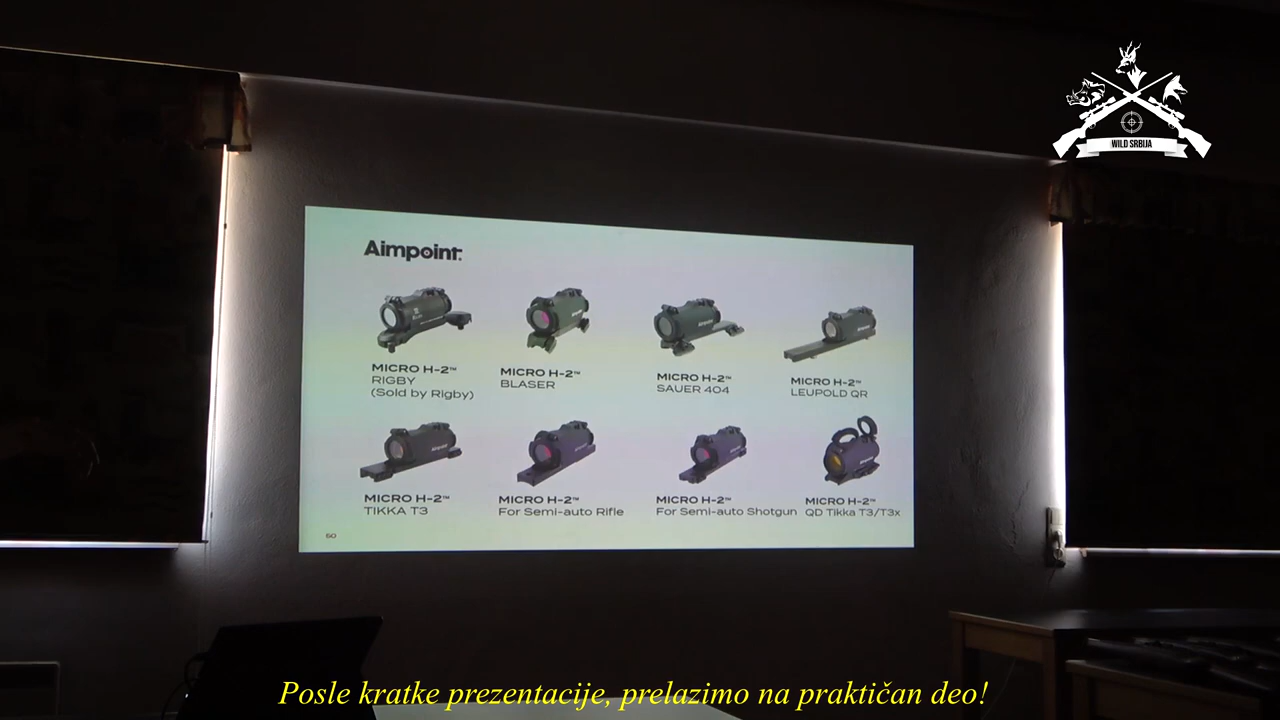 WILD SRBIJA
Aimpoint
MICRO H-2™
RIGBY
(Sold by Rigby)
MICRO H-2™
BLASER
MICRO H-2™
SAUER 404
MICRO H-2™
LEUPOLD QR
MICRO H-2™
TIKKA T3
MICRO H-2™
For Semi-auto Rifle
MICRO H-2™
For Semi-auto Shotgun
MICRO H-2™
QD Tikka T3/T3x
50
Posle kratke prezentacije, prelazimo na praktičan deo!